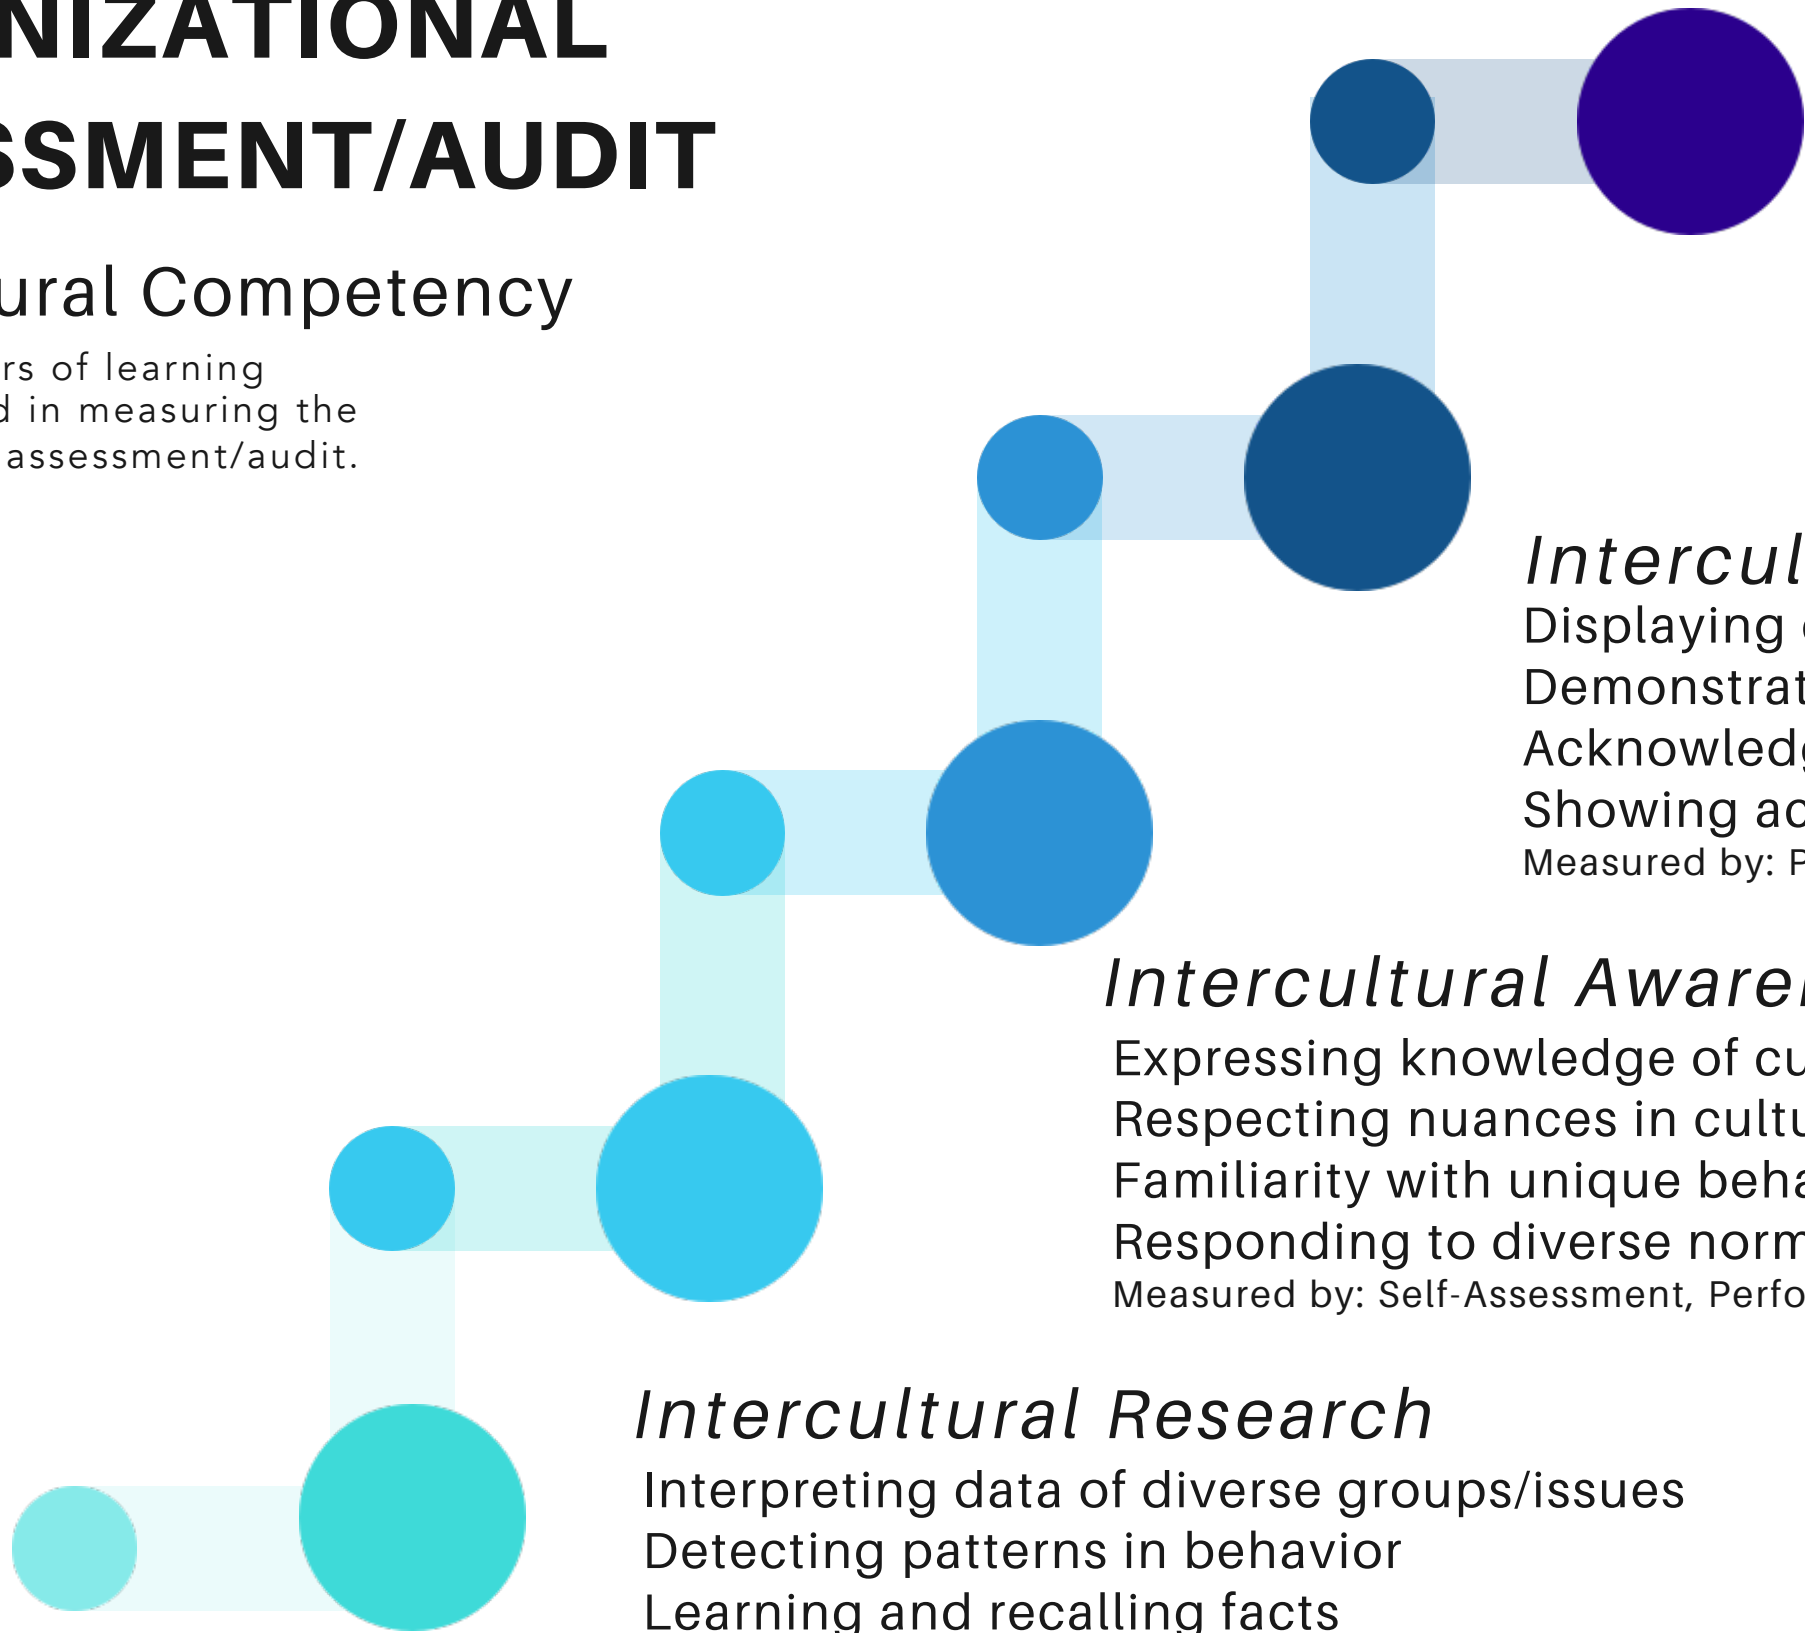 NIZATIONAL
SSMENT/AUDIT
ural Competency
rs of learning
d in measuring the
assessment/audit.
Intercul
Displaying
Demonstrat
Acknowledg
Showing ac
Measured by: P
Intercultural Aware
Expressing knowledge of cu
Respecting nuances in cultu
Familiarity with unique beha
Responding to diverse norm
Measured by: Self-Assessment, Perfo
Intercultural Research
Interpreting data of diverse groups/issues
Detecting patterns in behavior
Learning and recalling facts